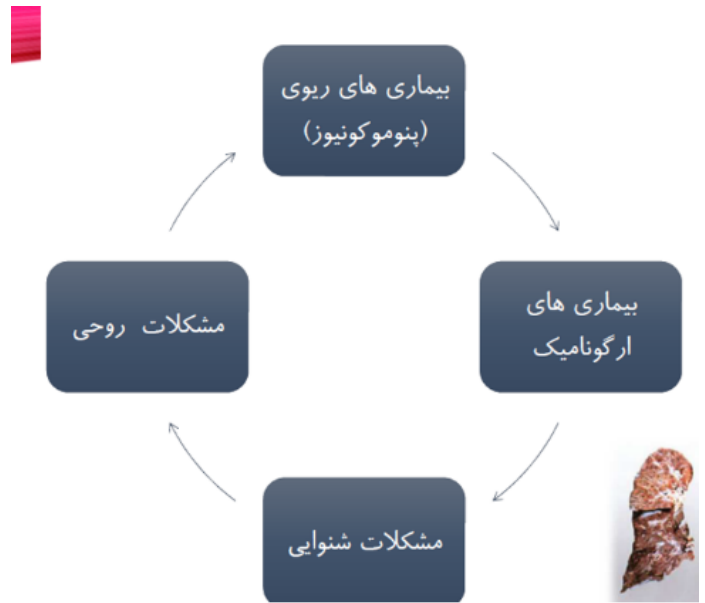 بیماری های ریوی
(پنوموکونیوز)
بیماری های
ارگونامیک
مشکلات شنوایی
مشکلات روحی